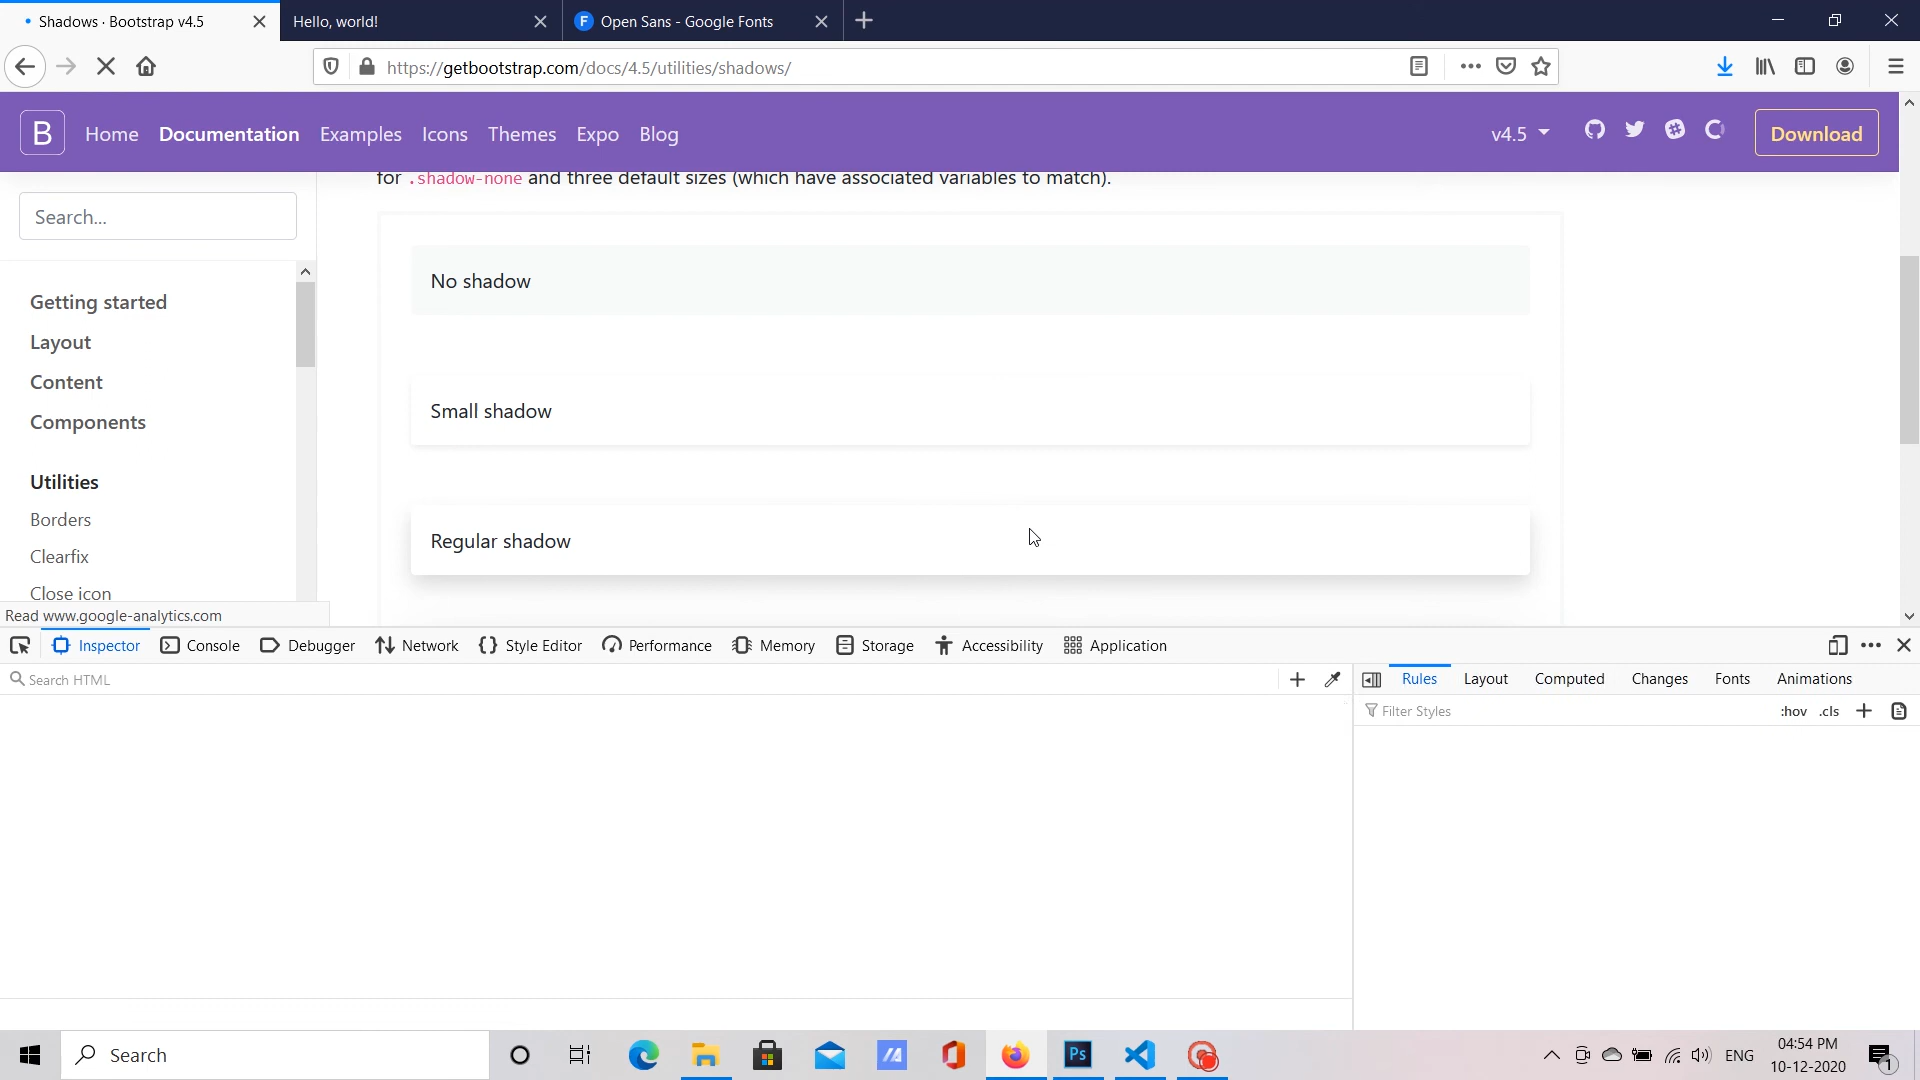 Shadows · Bootstrap v4.5
Hello, world!
Open Sans - Google Fonts
https://getbootstrap.com/docs/4.5/utilities/shadows/
B
Home
Documentation
Examples
Icons
Themes
Expo
Blog
v4.5
Download
for .shadow-none and three default sizes (which have associated variables to match).
Search...
Getting started
Layout
Content
Components
Utilities
Borders
Clearfix
Close icon
No shadow
Small shadow
Regular shadow
Read www.google-analytics.com
Inspector
Console
Debugger
Network
Style Editor
Performance
Memory
Storage
Accessibility
Application
Search HTML
Rules
Layout
Computed
Changes
Fonts
Animations
Filter Styles
:hov
.cls
Search
Ps
ENG
04:54 PM
10-12-2020
1